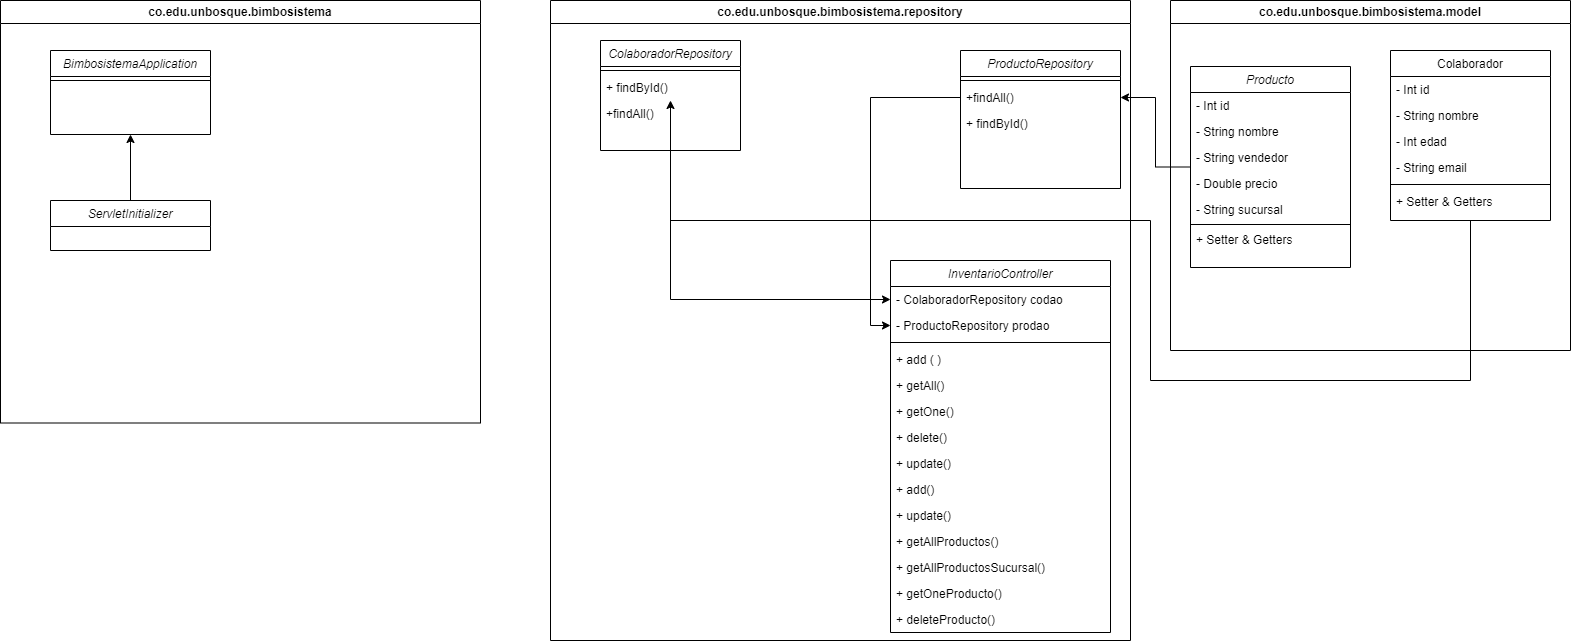 co.edu.unbosque.bimbosistema
BimbosistemaApplication
ServletInitializer
co.edu.unbosque.bimbosistema.repository
ColaboradorRepository
+ findById()
+findAll()
ProductoRepository
+findAll()
+ findById()
InventarioController
- ColaboradorRepository codao
- ProductoRepository prodao
+ add ( )
+ getAll()
+ getOne()
+ delete()
+ update()
+ add()
+ update()
+ getAllProductos()
+ getAllProductosSucursal()
+ getOneProducto()
+ deleteProducto()
co.edu.unbosque.bimbosistema.model
Producto
- Int id
- String nombre
- String vendedor
- Double precio
- String sucursal
+ Setter & Getters
Colaborador
- Int id
- String nombre
- Int edad
- String email
+ Setter & Getters